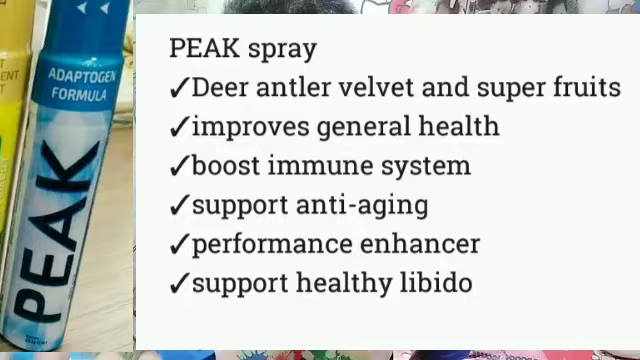 ADAPTOGEN
FORMULA
PEAK
PEAK spray
✓Deer antler velvet and super fruits
✓improves general health
✓boost immune system
✓support anti-aging
✓performance enhancer
✓support healthy libido